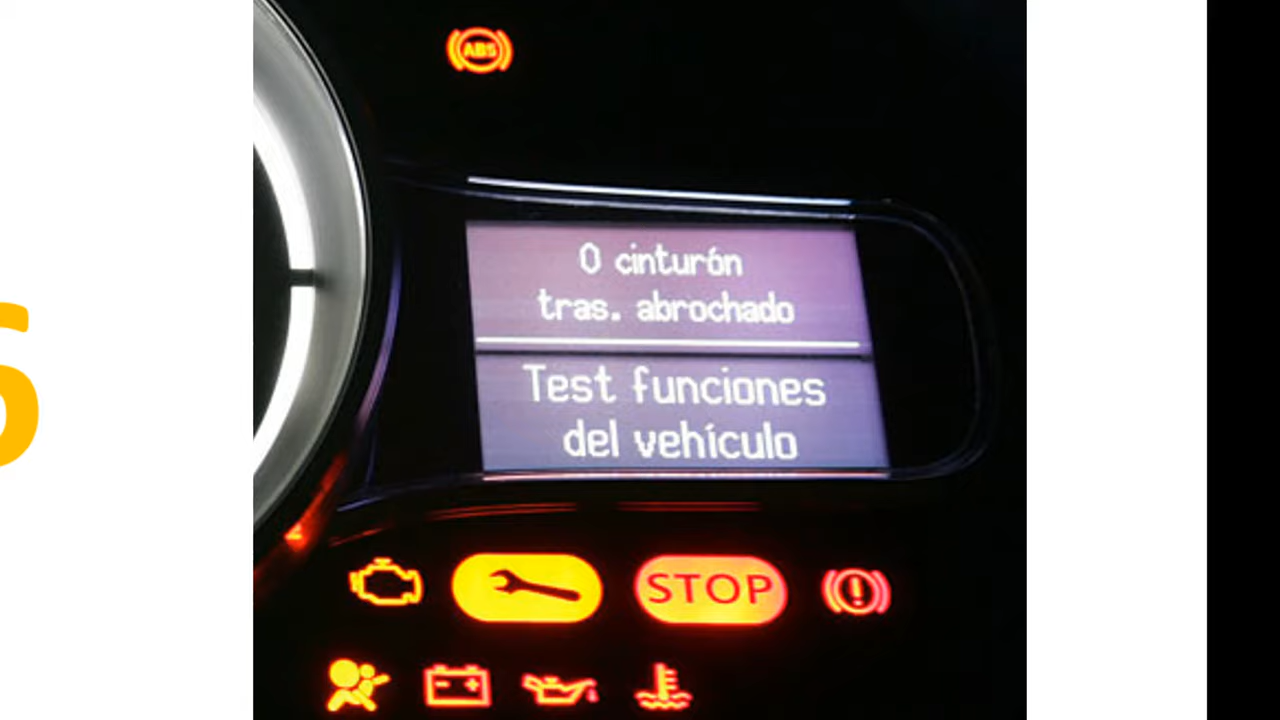 ABS
0 cinturón
tras. abrochado
Test funciones
del vehículo
STOP